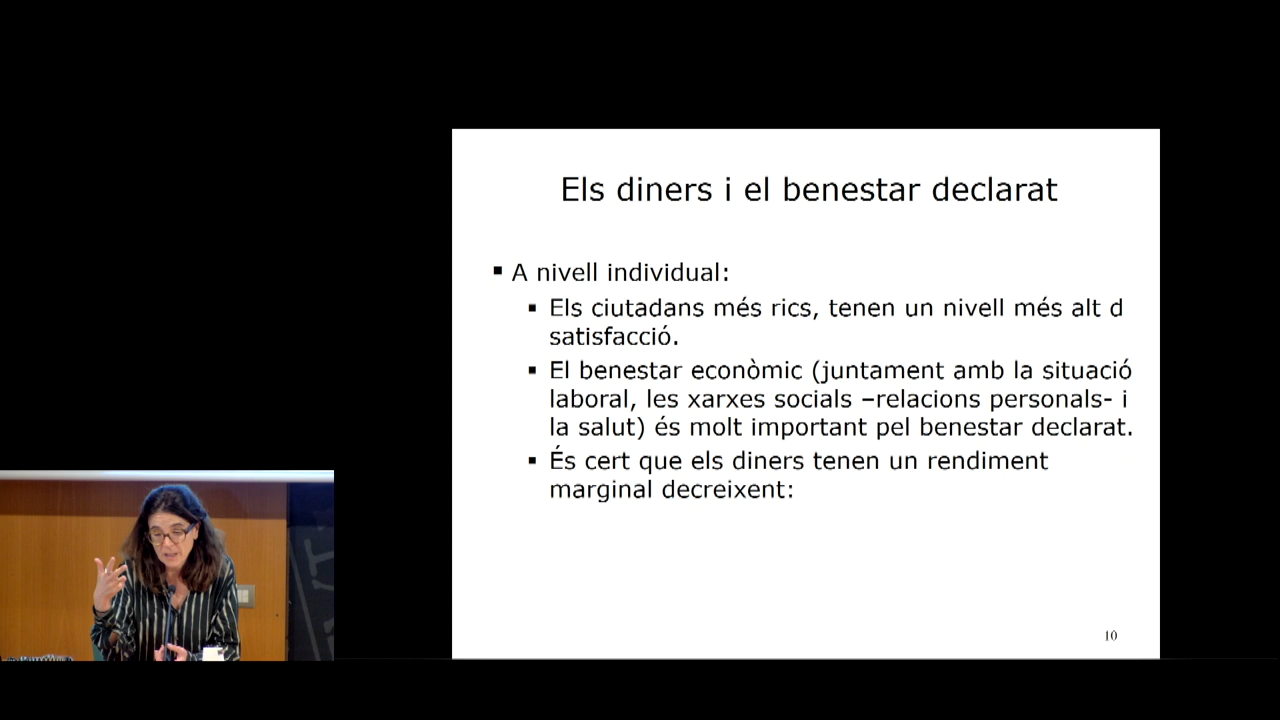 Els diners i el benestar declarat
▪ A nivell individual:
▪ Els ciutadans més rics, tenen un nivell més alt d
satisfacció.
▪ El benestar econòmic (juntament amb la situació
laboral, les xarxes socials –relacions personals- i
la salut) és molt important pel benestar declarat.
▪ És cert que els diners tenen un rendiment
marginal decreixent:
10